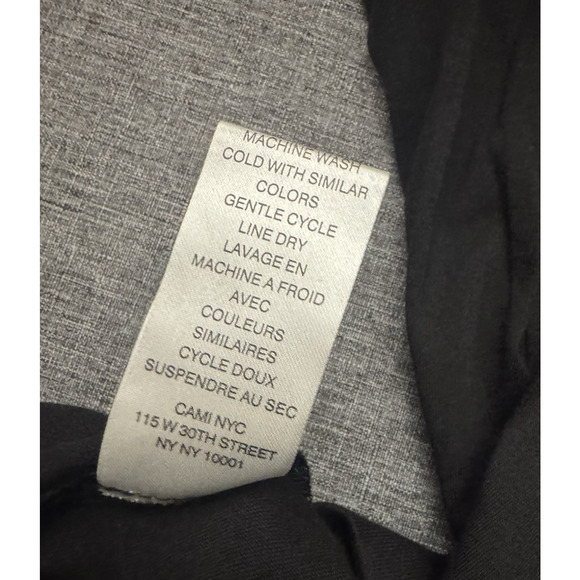 MACHINE WASH
COLD WITH SIMILAR
COLORS
GENTLE CYCLE
LINE DRY
LAVAGE EN
MACHINE A FROID
AVEC
COULEURS
SIMILAIRES
CYCLE DOUX
SUSPENDRE AU SEC
CAMI NYC
115 W 30TH STREET
NY NY 10001